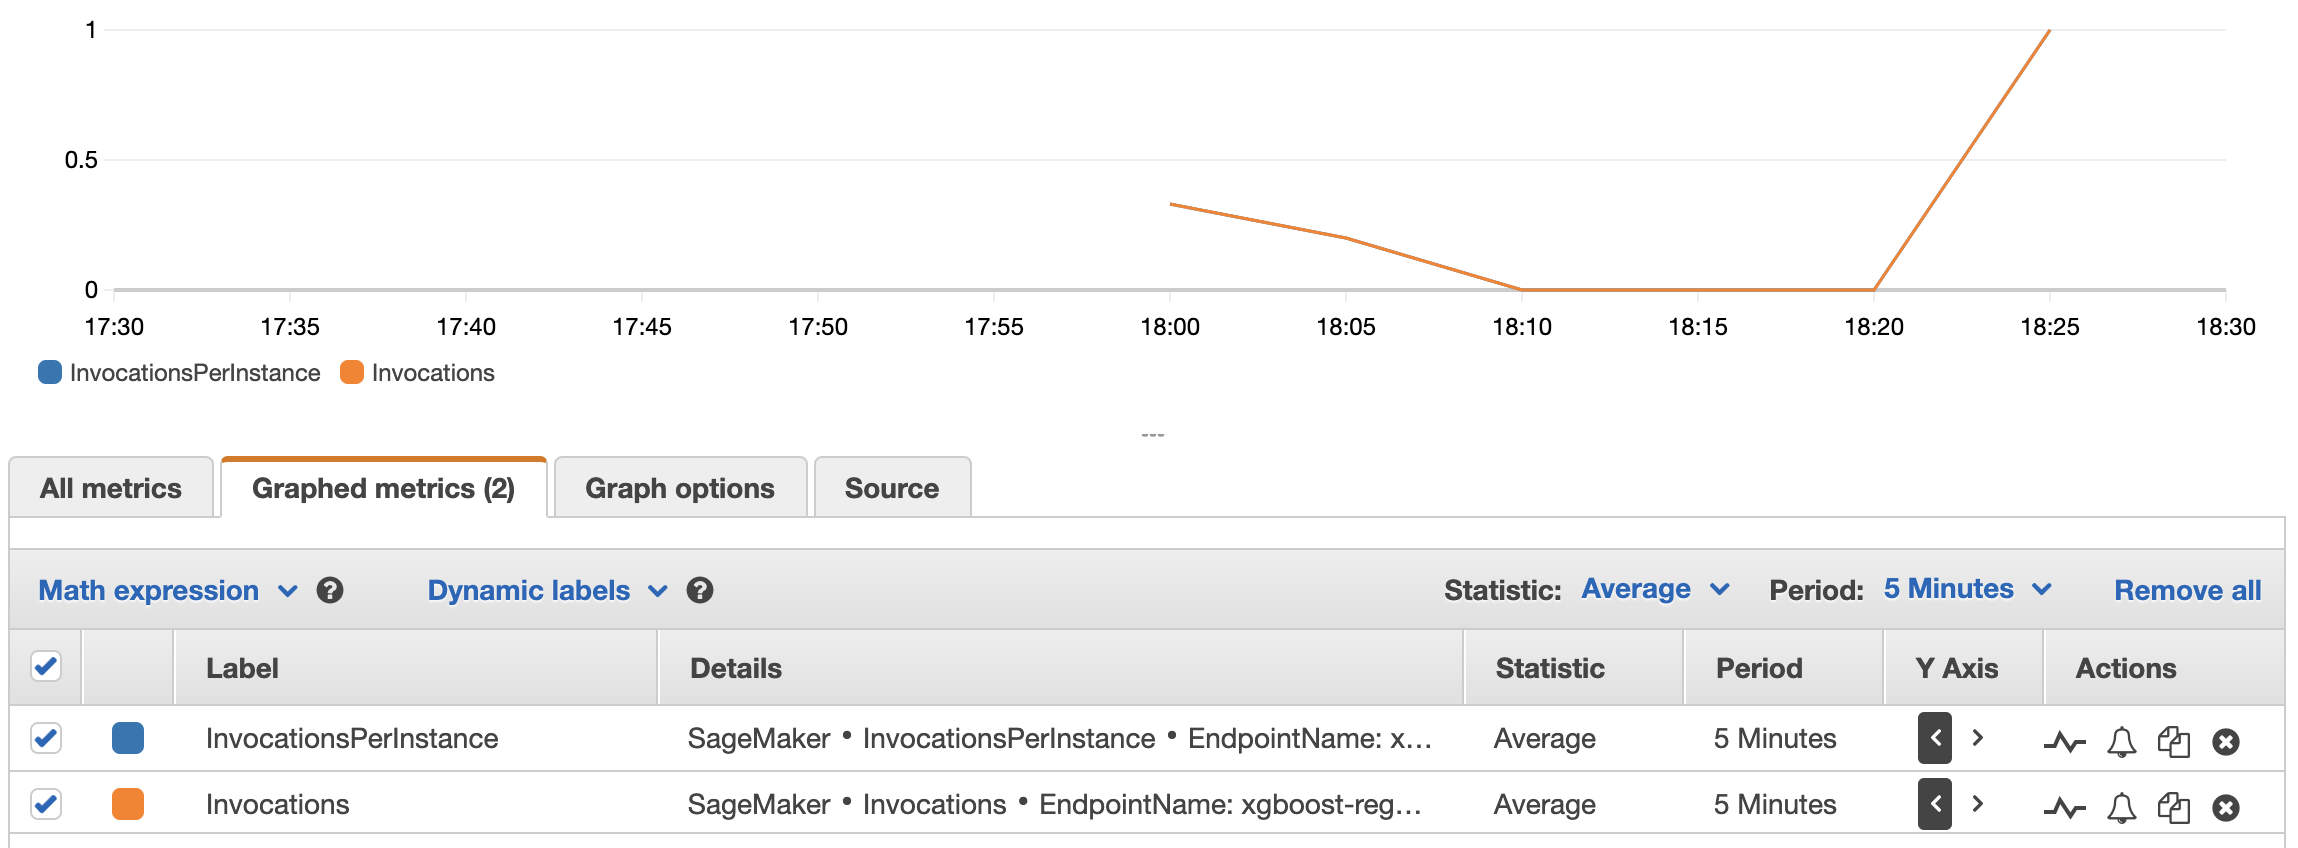 1
0.5
0
17:30 17:35 17:40 17:45 17:50 17:55 18:00 18:05 18:10 18:15 18:20 18:25 18:30
InvocationsPerInstance Invocations
All metrics Graphed metrics (2) Graph options Source
Math expression ? Dynamic labels ? Statistic: Average Period: 5 Minutes Remove all
Label Details Statistic Period Y Axis Actions
InvocationsPerInstance SageMaker • InvocationsPerInstance • EndpointName: x... Average 5 Minutes < >
Invocations SageMaker • Invocations • EndpointName: xgboost-reg... Average 5 Minutes < >